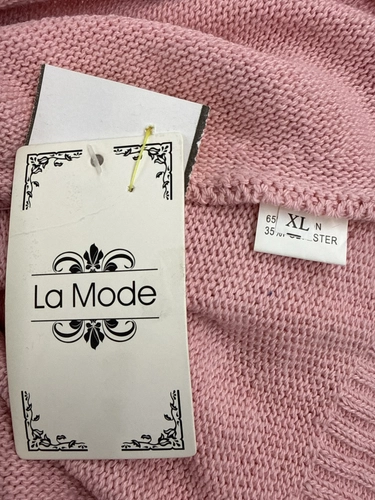 La Mode
65 XL N
35% STER